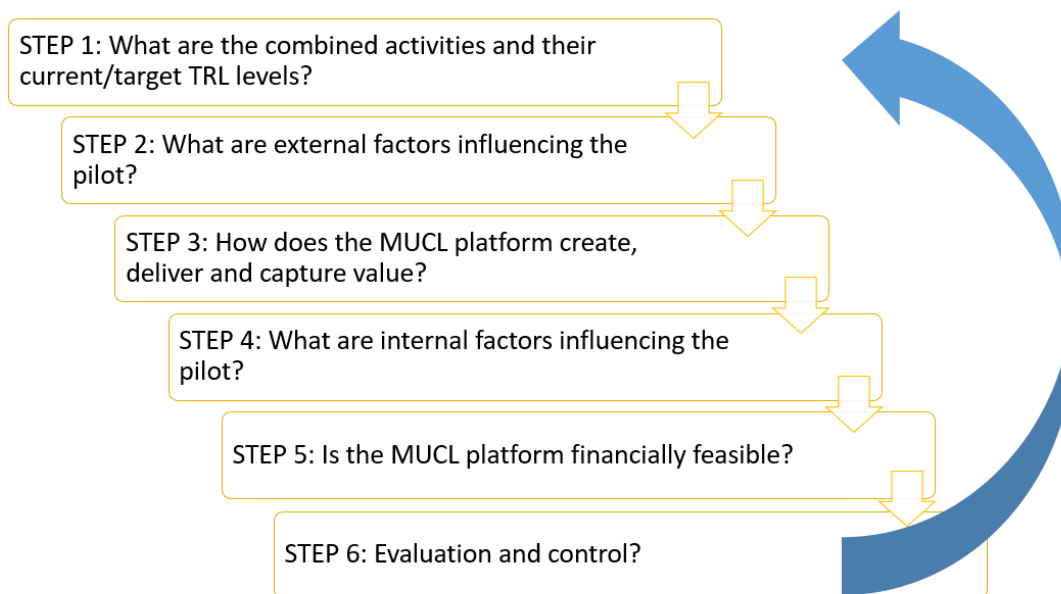 STEP 1: What are the combined activities and their
current/target TRL levels?
STEP 2: What are external factors influencing the
pilot?
STEP 3: How does the MUCL platform create,
deliver and capture value?
STEP 4: What are internal factors influencing the
pilot?
STEP 5: Is the MUCL platform financially feasible?
STEP 6: Evaluation and control?